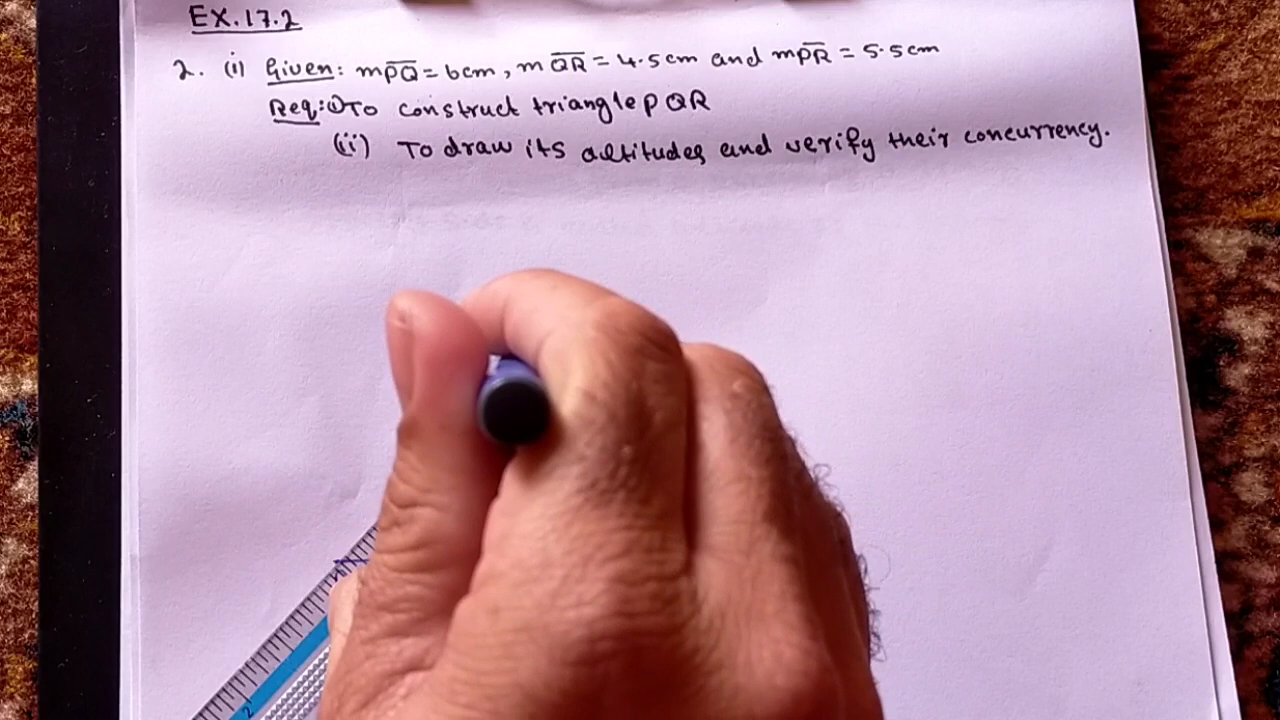 EX.17.2
2. (i) Given: mPQ = 6cm, mQR = 4.5cm and mPR = 5.5cm
Req:(i) To construct triangle PQR
(ii) To draw its altitudes and verify their concurrency.
2